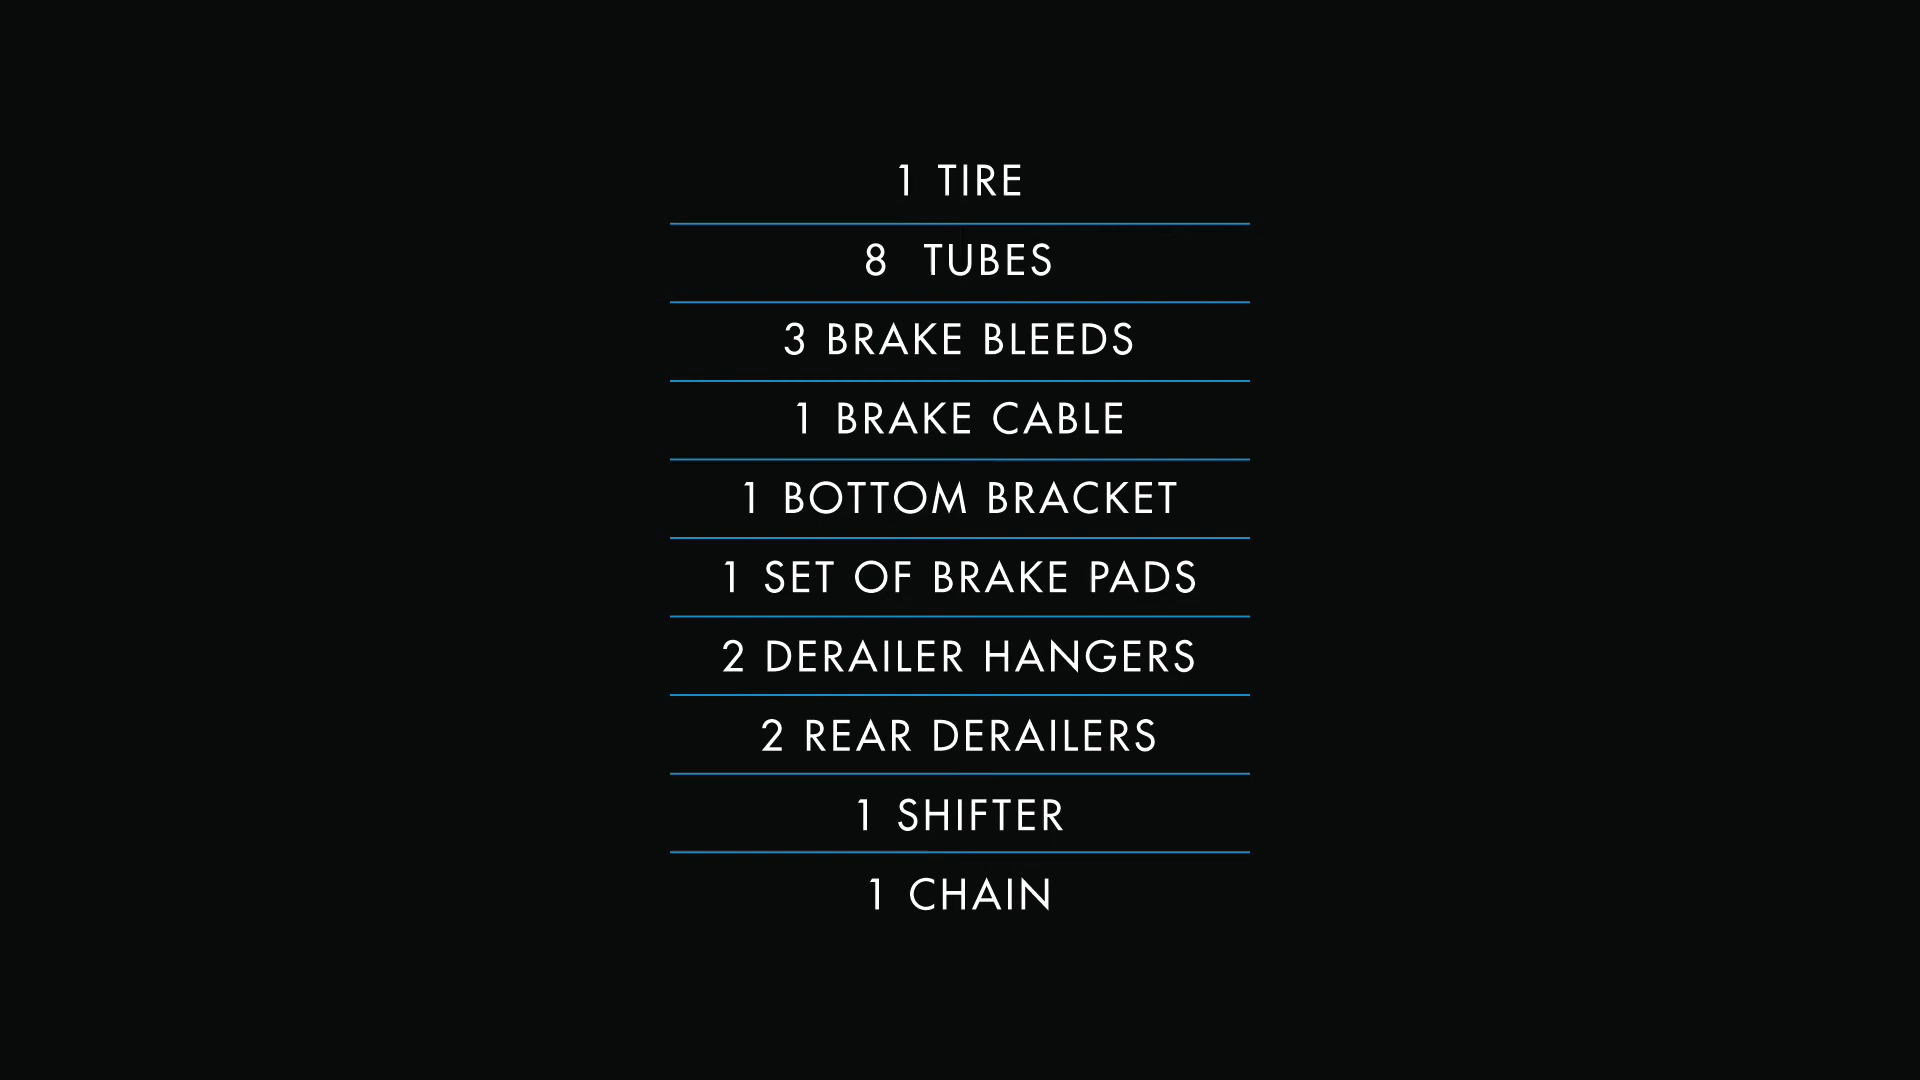 1 TIRE
8 TUBES
3 BRAKE BLEEDS
1 BRAKE CABLE
1 BOTTOM BRACKET
1 SET OF BRAKE PADS
2 DERAILER HANGERS
2 REAR DERAILERS
1 SHIFTER
1 CHAIN